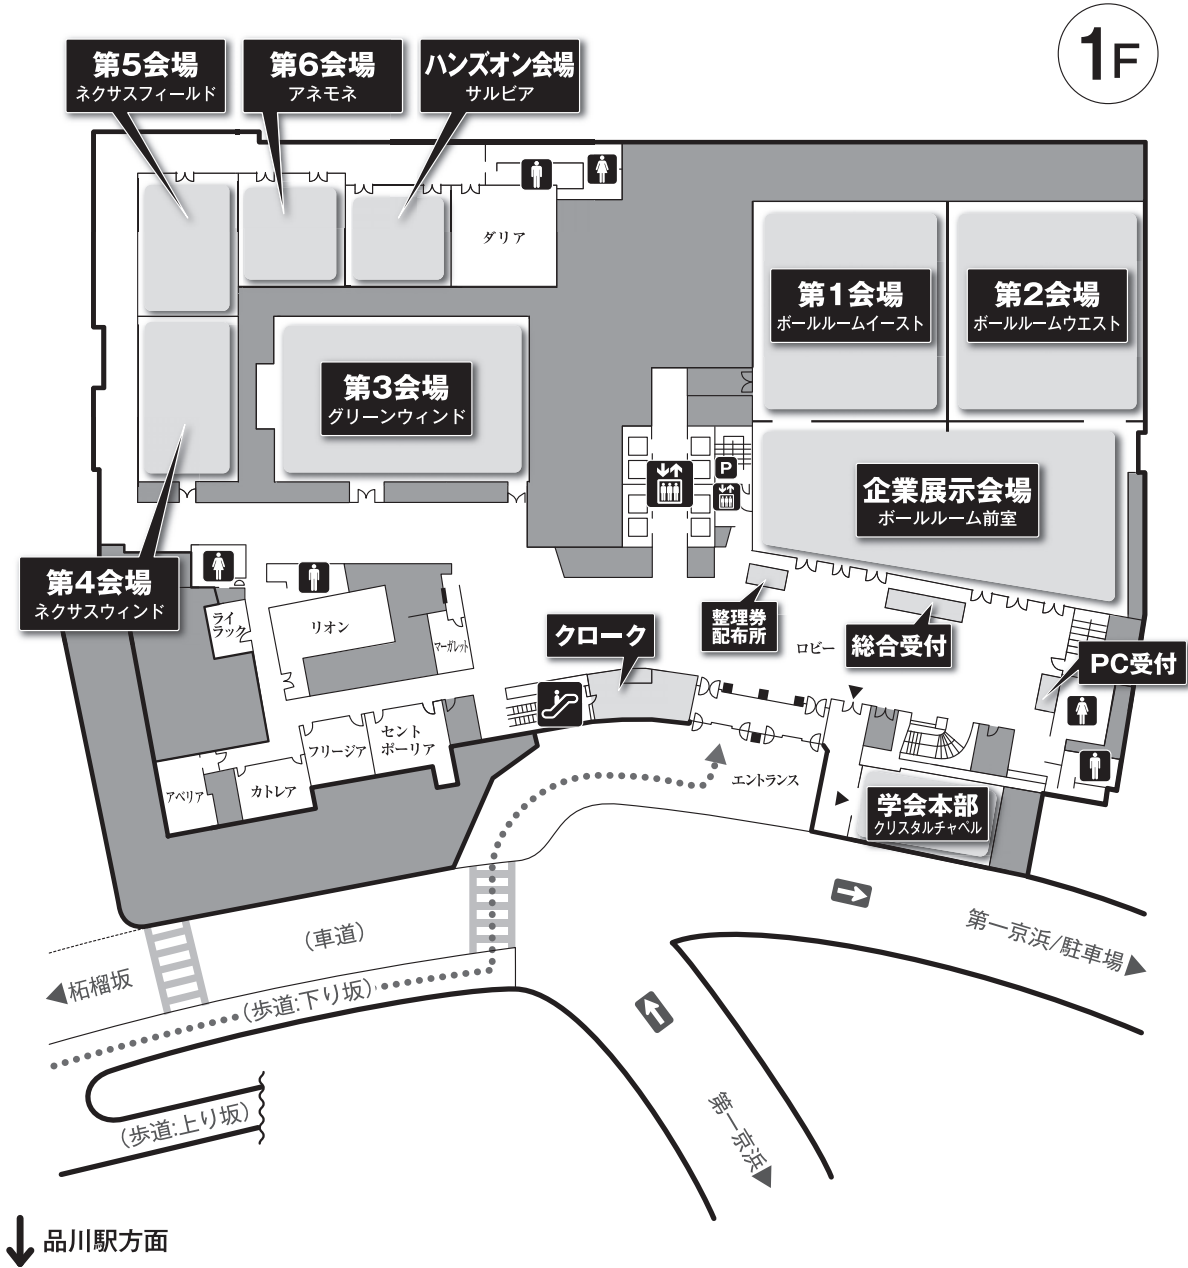 1F
第5会場
ネクサスフィールド
第6会場
アネモネ
ハンズオン会場
サルビア
ダリア
第1会場
ボールルームイースト
第2会場
ボールルームウエスト
第3会場
グリーンウィンド
P
企業展示会場
ボールルーム前室
第4会場
ネクサスウィンド
ライ
ラック
リオン
マーガレット
クローク
整理券
配布所
ロビー
総合受付
PC受付
セント
ポーリア
フリージア
カトレア
アベリア
エントランス
学会本部
クリスタルチャペル
(車道)
第一京浜/駐車場
柘榴坂
(歩道:下り坂)
(歩道:上り坂)
第一京浜
品川駅方面